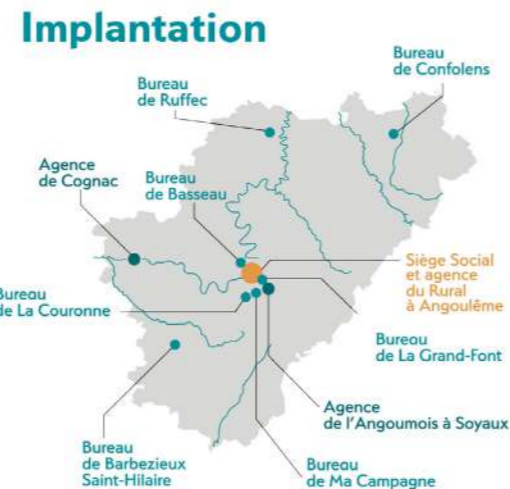 Implantation
Bureau
de Confolens
Bureau
de Ruffec
Agence
de Cognac
Bureau
de Basseau
Siège Social
et agence
du Rural
à Angoulême
Bureau
de La Couronne
Bureau
de La Grand-Font
Agence
de l'Angoumois à Soyaux
Bureau
de Barbezieux
Saint-Hilaire
Bureau
de Ma Campagne